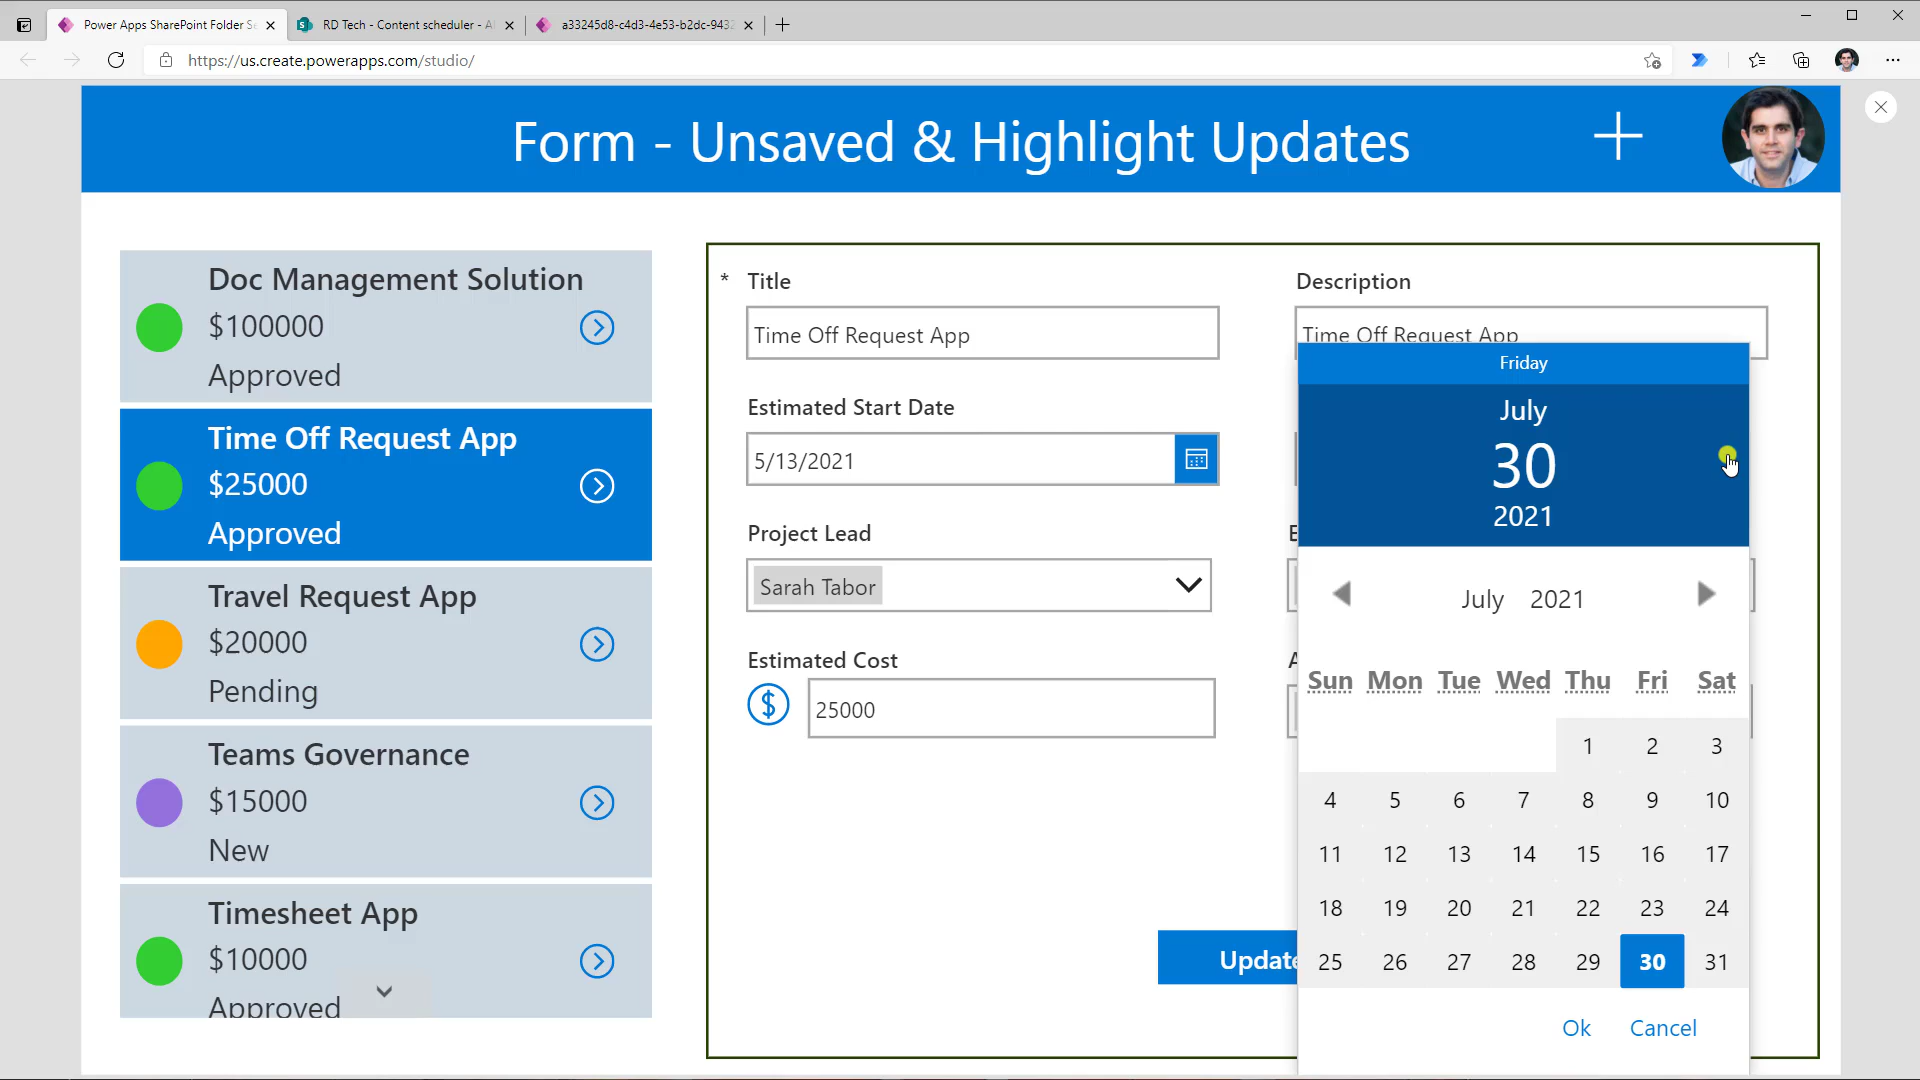 Power Apps SharePoint Folder Se
RD Tech - Content scheduler - Al
a33245d8-c4d3-4e53-b2dc-9432
https://us.create.powerapps.com/studio/
Form - Unsaved & Highlight Updates
Doc Management Solution
$100000
Approved
Time Off Request App
$25000
Approved
Travel Request App
$20000
Pending
Teams Governance
$15000
New
Timesheet App
$10000
Approved
* Title
Time Off Request App
Description
Time Off Request App
Estimated Start Date
5/13/2021
Project Lead
Sarah Tabor
E
Estimated Cost
$ 25000
A
Update
Friday
July
30
2021
July 2021
Sun Mon Tue Wed Thu Fri Sat
1 2 3
4 5 6 7 8 9 10
11 12 13 14 15 16 17
18 19 20 21 22 23 24
25 26 27 28 29 30 31
Ok Cancel